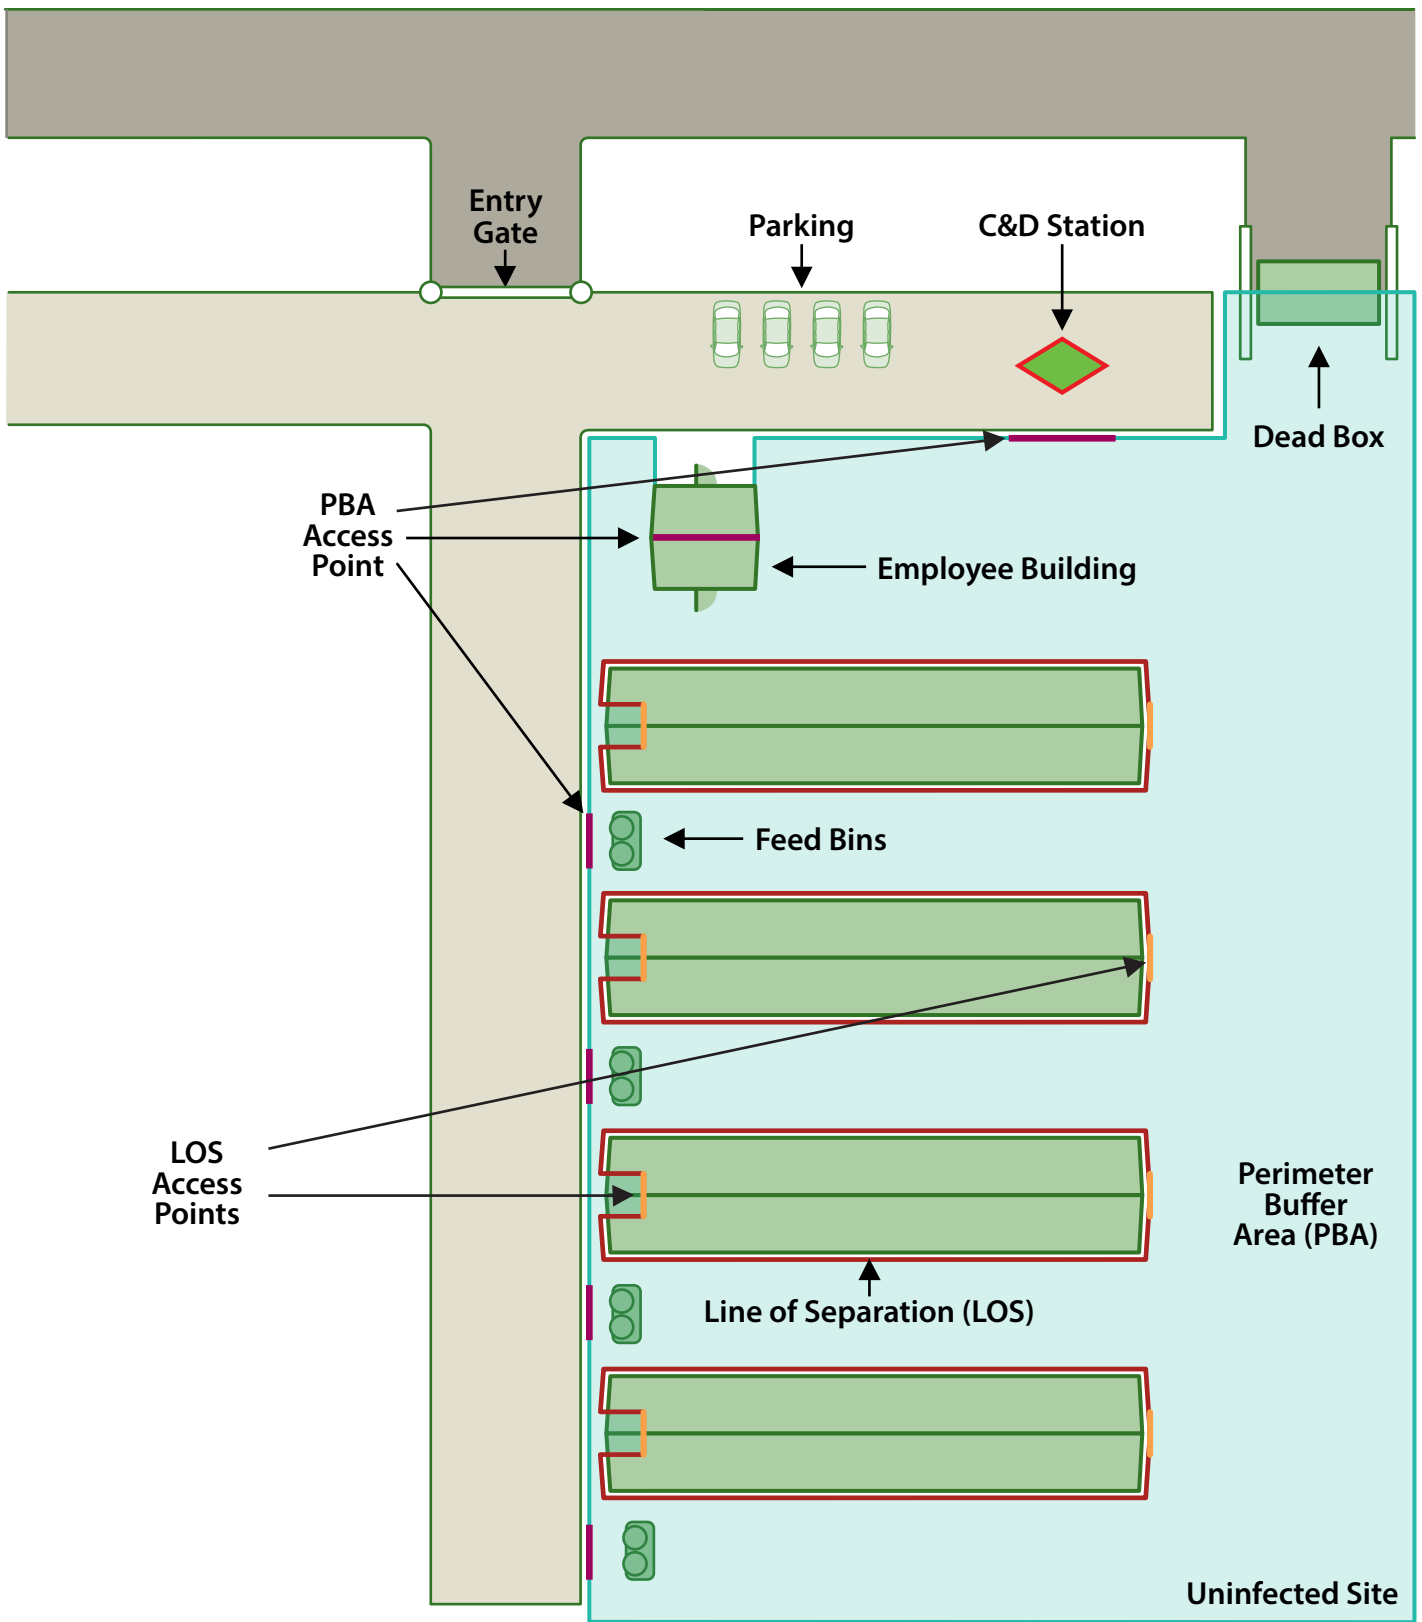 Entry
Gate
Parking
C&D Station
Dead Box
PBA
Access
Point
Employee Building
Feed Bins
LOS
Access
Points
Perimeter
Buffer
Area (PBA)
Line of Separation (LOS)
Uninfected Site